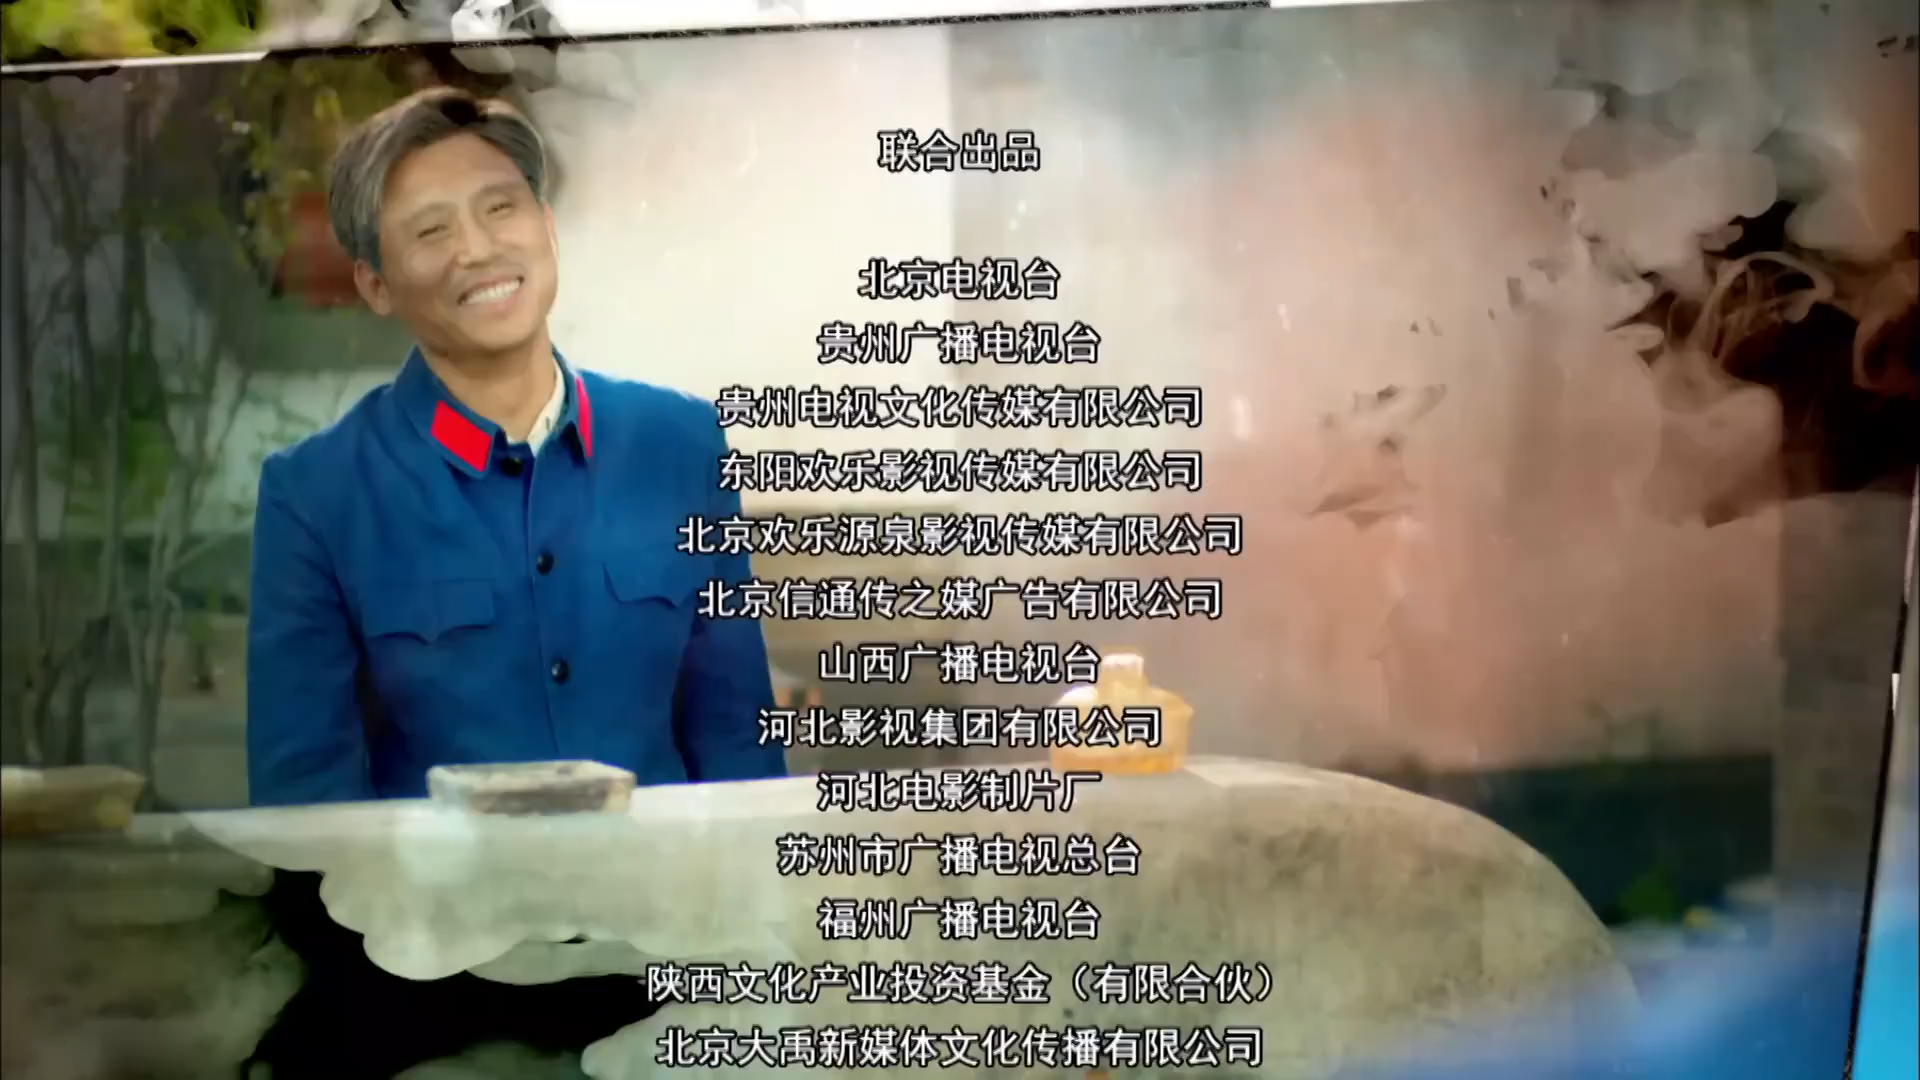 联合出品
北京电视台
贵州广播电视台
贵州电视文化传媒有限公司
东阳欢乐影视传媒有限公司
北京欢乐源泉影视传媒有限公司
北京信通传之媒广告有限公司
山西广播电视台
河北影视集团有限公司
河北电影制片厂
苏州市广播电视总台
福州广播电视台
陕西文化产业投资基金（有限合伙）
北京大禹新媒体文化传播有限公司